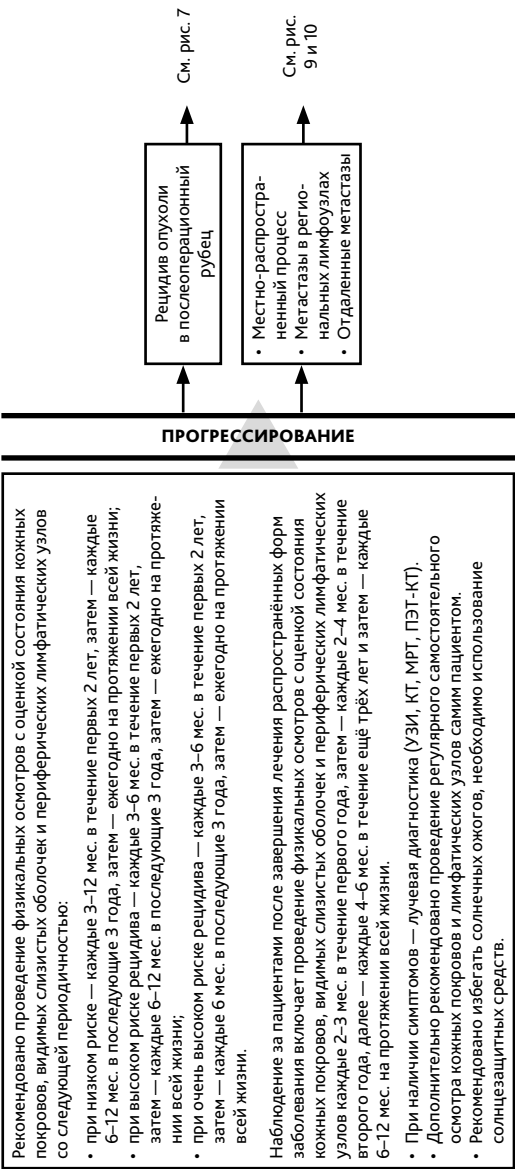 Рекомендовано проведение физикальных осмотров с оценкой состояния кожных
покровов, видимых слизистых оболочек и периферических лимфатических узлов
со следующей периодичностью:
• при низком риске — каждые 3–12 мес. в течение первых 2 лет, затем — каждые
6–12 мес. в последующие 3 года, затем — ежегодно на протяжении всей жизни;
• при высоком риске рецидива — каждые 3–6 мес. в течение первых 2 лет,
затем — каждые 6–12 мес. в последующие 3 года, затем — ежегодно на протяже-
нии всей жизни;
• при очень высоком риске рецидива — каждые 3–6 мес. в течение первых 2 лет,
затем — каждые 6 мес. в последующие 3 года, затем — ежегодно на протяжении
всей жизни.
Наблюдение за пациентами после завершения лечения распространённых форм
заболевания включает проведение физикальных осмотров с оценкой состояния
кожных покровов, видимых слизистых оболочек и периферических лимфатических
узлов каждые 2–3 мес. в течение первого года, затем — каждые 2–4 мес. в течение
второго года, далее — каждые 4–6 мес. в течение ещё трёх лет и затем — каждые
6–12 мес. на протяжении всей жизни.
• При наличии симптомов — лучевая диагностика (УЗИ, КТ, МРТ, ПЭТ-КТ).
• Дополнительно рекомендовано проведение регулярного самостоятельного
осмотра кожных покровов и лимфатических узлов самим пациентом.
• Рекомендовано избегать солнечных ожогов, необходимо использование
солнцезащитных средств.
ПРОГРЕССИРОВАНИЕ
Рецидив опухоли
в послеоперационный
рубец
См. рис. 7
• Местно-распростра-
ненный процесс
• Метастазы в регио-
нальных лимфоузлах
• Отдаленные метастазы
См. рис.
9 и 10